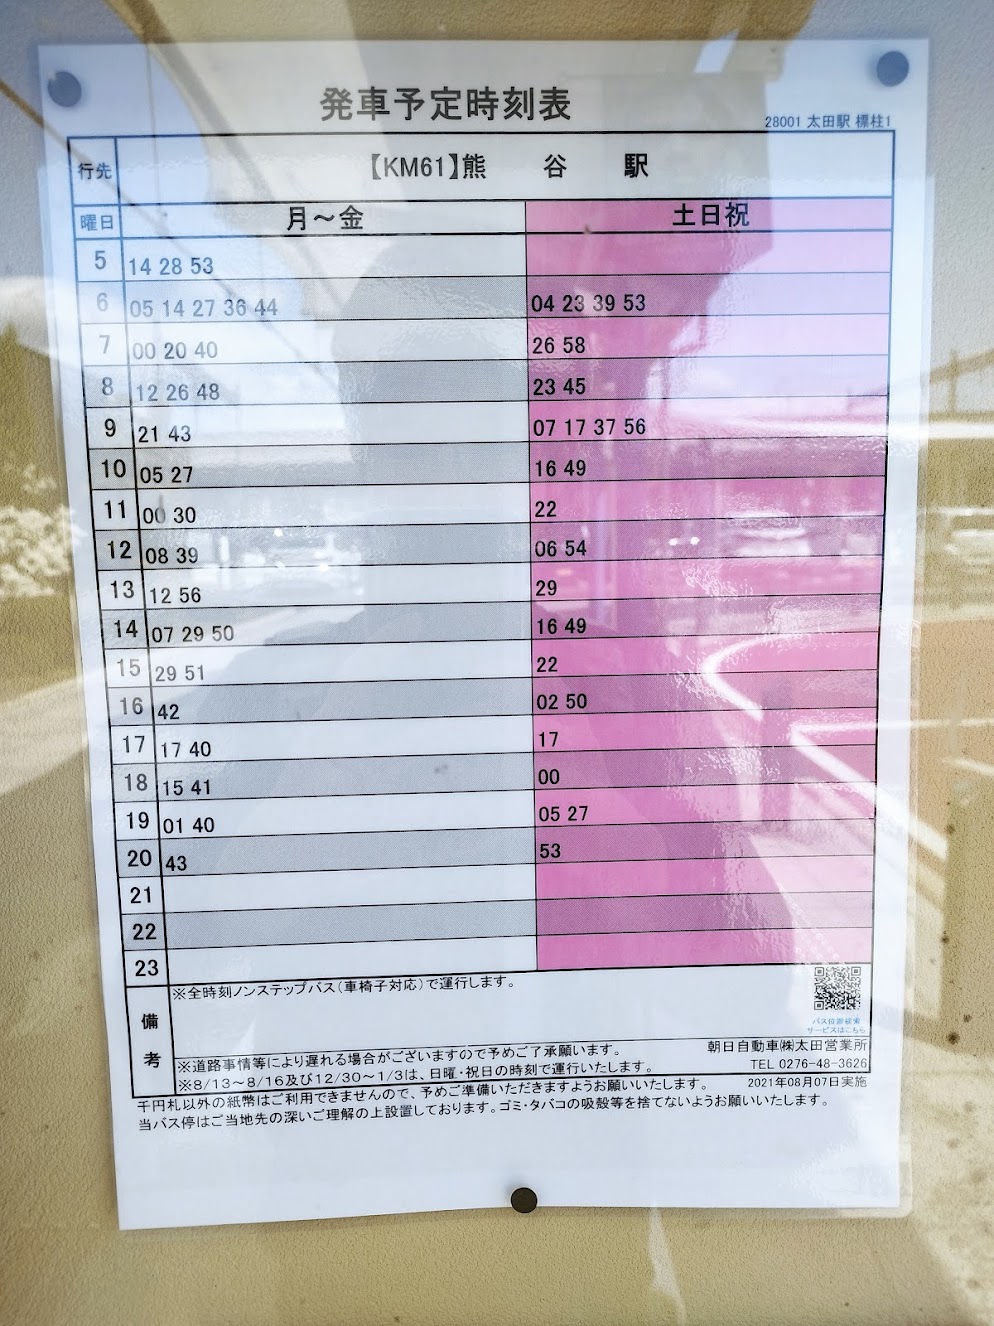 発車予定時刻表
28001 太田駅 標柱1
行先 【KM61】熊 谷 駅
曜日 月～金 土日祝
5 14 28 53
6 05 14 27 36 44 04 23 39 53
7 00 20 40 26 58
8 12 26 48 23 45
9 21 43 07 17 37 56
10 05 27 16 49
11 00 30 22
12 08 39 06 54
13 12 56 29
14 07 29 50 16 49
15 29 51 22
16 42 02 50
17 17 40 17
18 15 41 00
19 01 40 05 27
20 43 53
21
22
23
備考
※全時刻ノンステップバス（車椅子対応）で運行します。
バス位置検索
サービスはこちら
※道路事情等により遅れる場合がございますので予めご了承願います。
朝日自動車㈱太田営業所
※8/13～8/16及び12/30～1/3は、日曜・祝日の時刻で運行いたします。
TEL 0276-48-3626
千円札以外の紙幣はご利用できませんので、予めご準備いただきますようお願いいたします。
2021年08月07日実施
当バス停はご当地先の深いご理解の上設置しております。ゴミ・タバコの吸殻等を捨てないようお願いいたします。